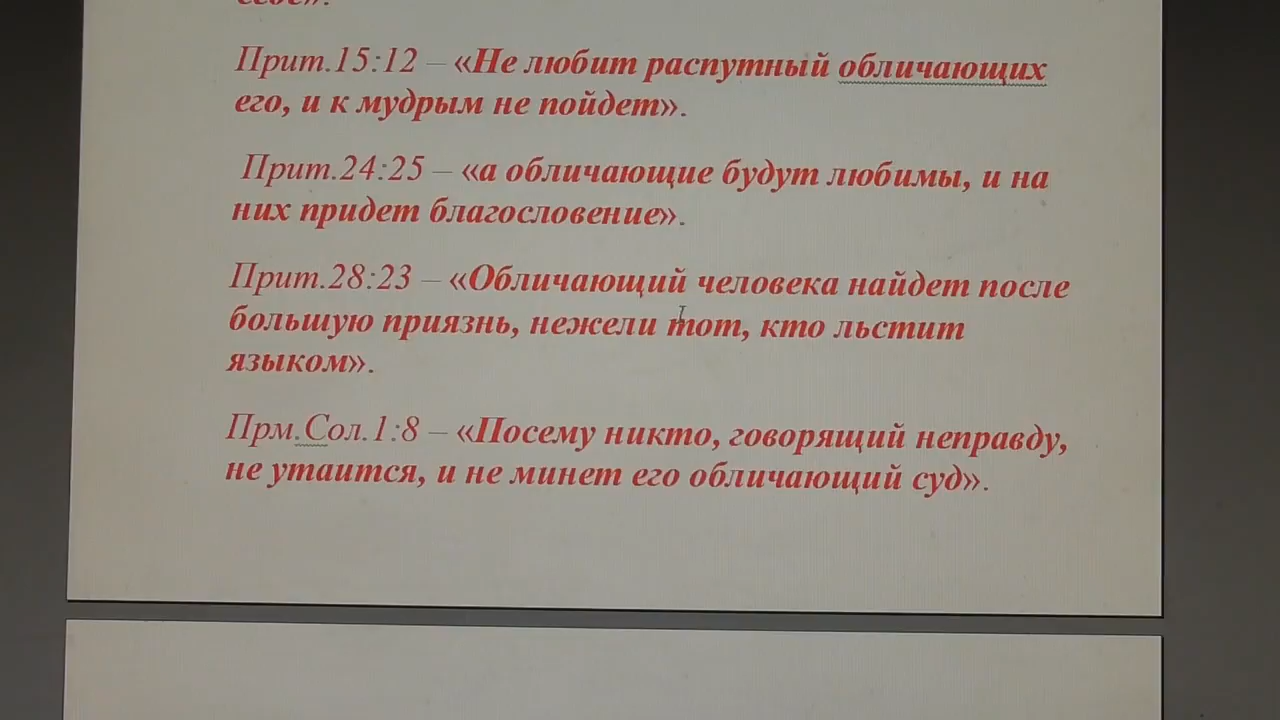 Прит.15:12 – «Не любит распутный обличающих
его, и к мудрым не пойдет».
Прит.24:25 – «а обличающие будут любимы, и на
них придет благословение».
Прит.28:23 – «Обличающий человека найдет после
большую приязнь, нежели тот, кто льстит
языком».
Прм.Сол.1:8 – «Посему никто, говорящий неправду,
не утаится, и не минет его обличающий суд».